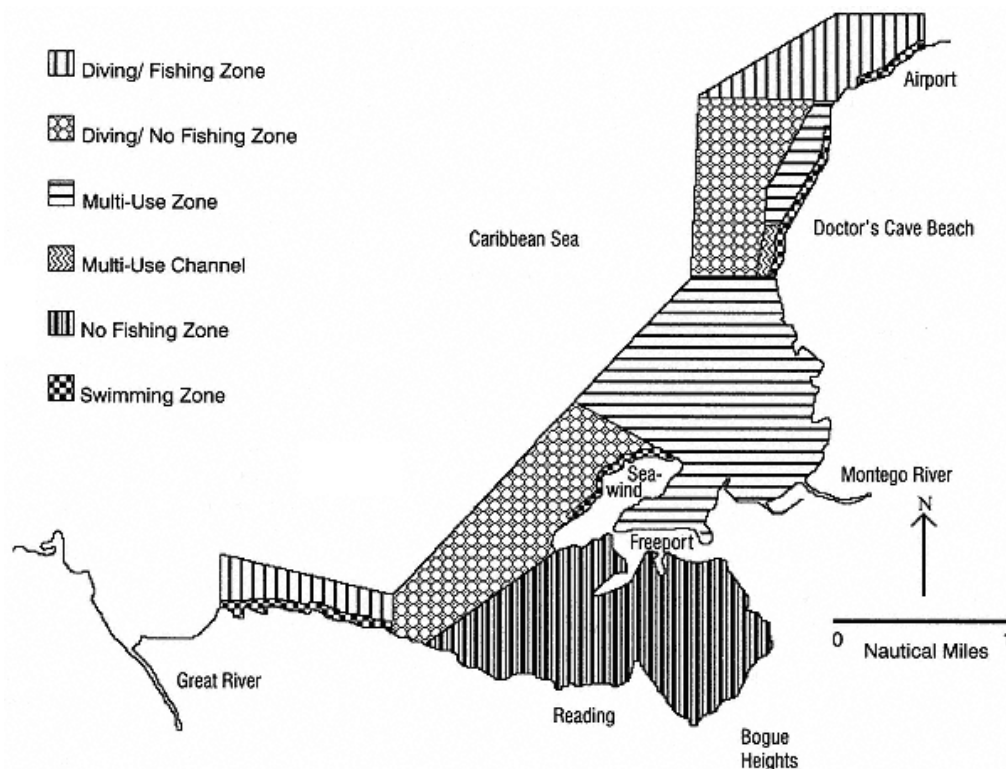 Diving/ Fishing Zone
Diving/ No Fishing Zone
Multi-Use Zone
Multi-Use Channel
No Fishing Zone
Swimming Zone
Airport
Caribbean Sea
Doctor's Cave Beach
Sea-
wind
Montego River
N
Freeport
0
Nautical Miles
Great River
Reading
Bogue
Heights